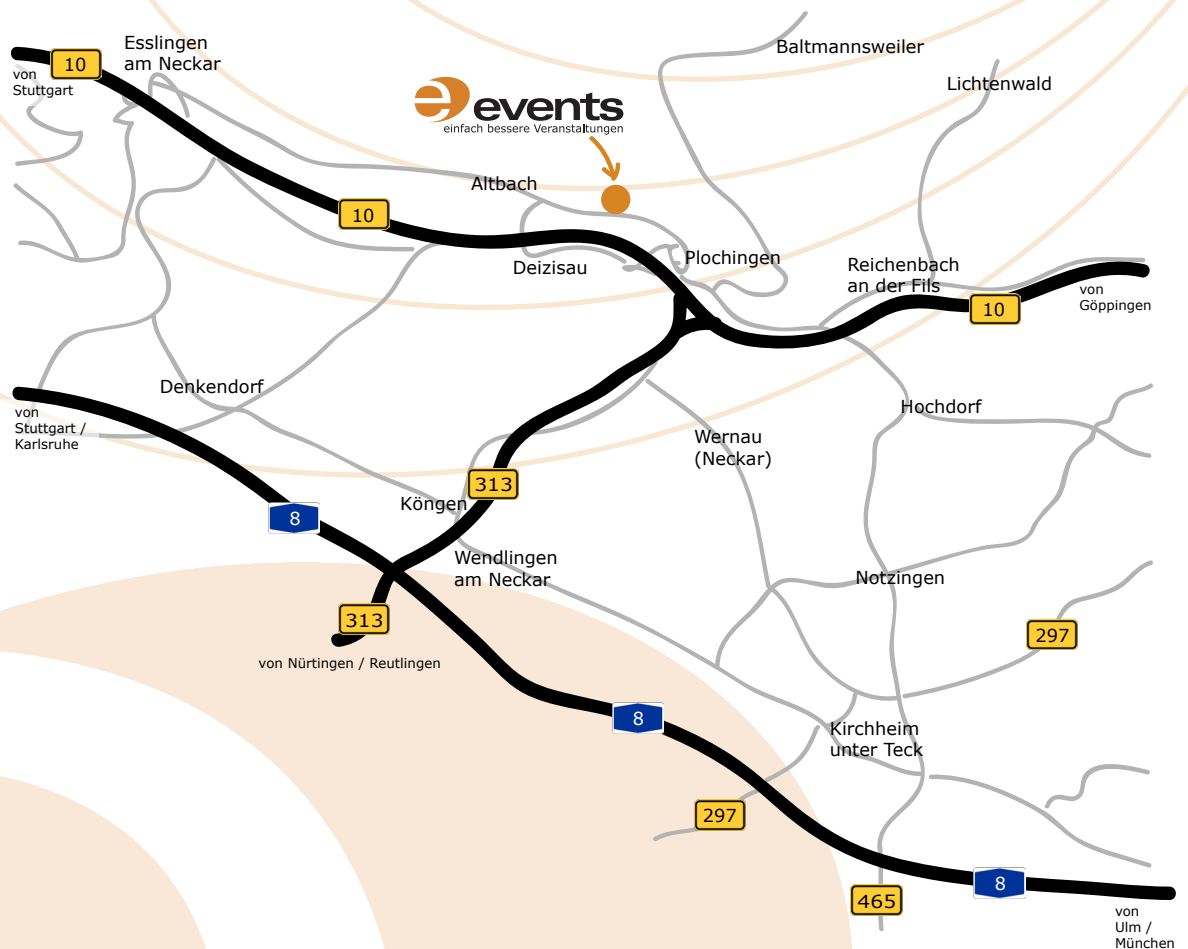 Esslingen
am Neckar
10
von
Stuttgart
Baltmannsweiler
Lichtenwald
events
einfach bessere Veranstaltungen
Altbach
10
Deizisau
Plochingen
Reichenbach
an der Fils
10
von
Göppingen
Denkendorf
von
Stuttgart /
Karlsruhe
Hochdorf
Wernau
(Neckar)
313
Köngen
8
Wendlingen
am Neckar
Notzingen
313
297
von Nürtingen / Reutlingen
8
Kirchheim
unter Teck
297
8
465
von
Ulm /
München